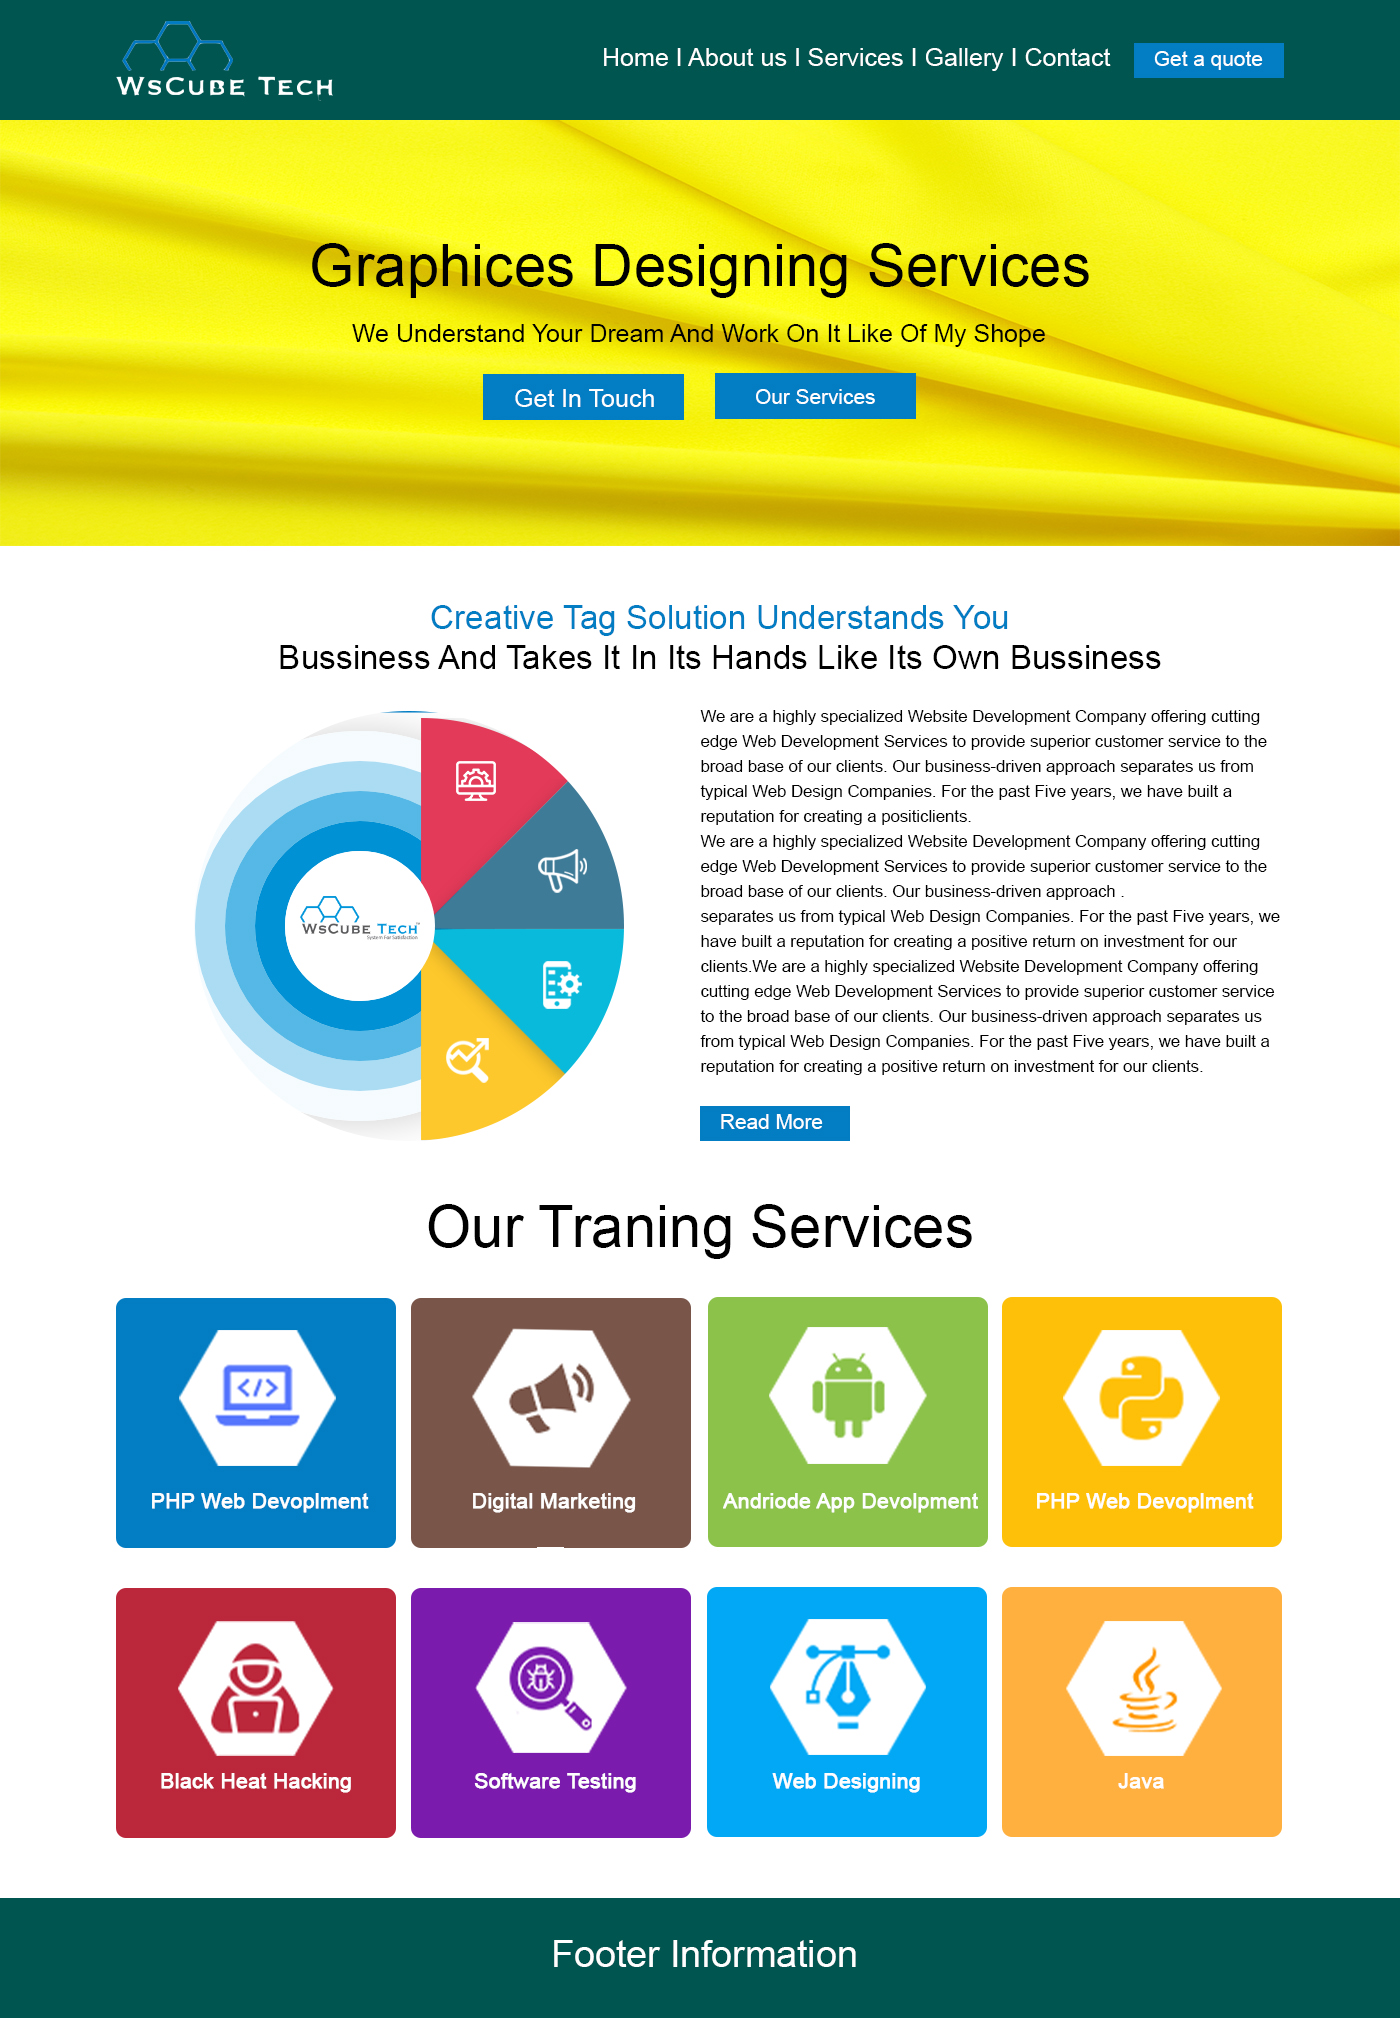 WsCube Tech
Home I About us I Services I Gallery I Contact
Get a quote
Graphices Designing Services
We Understand Your Dream And Work On It Like Of My Shope
Get In Touch
Our Services
Creative Tag Solution Understands You
Bussiness And Takes It In Its Hands Like Its Own Bussiness
WsCube Tech™
System For Satisfaction
We are a highly specialized Website Development Company offering cutting
edge Web Development Services to provide superior customer service to the
broad base of our clients. Our business-driven approach separates us from
typical Web Design Companies. For the past Five years, we have built a
reputation for creating a positiclients.
We are a highly specialized Website Development Company offering cutting
edge Web Development Services to provide superior customer service to the
broad base of our clients. Our business-driven approach .
separates us from typical Web Design Companies. For the past Five years, we
have built a reputation for creating a positive return on investment for our
clients.We are a highly specialized Website Development Company offering
cutting edge Web Development Services to provide superior customer service
to the broad base of our clients. Our business-driven approach separates us
from typical Web Design Companies. For the past Five years, we have built a
reputation for creating a positive return on investment for our clients.
Read More
Our Traning Services
</>
PHP Web Devoplment
Digital Marketing
Andriode App Devolpment
PHP Web Devoplment
Black Heat Hacking
Software Testing
Web Designing
Java
Footer Information